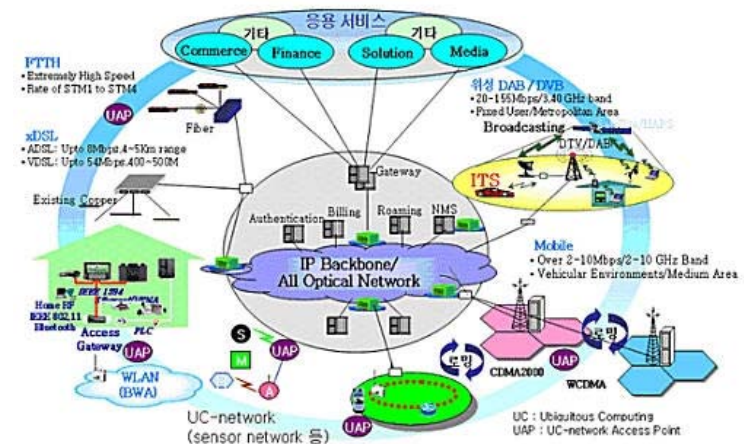 응용 서비스
기타
기타
Commerce
Finance
Solution
Media
FTTH
• Extremely High Speed
• Rate of STM1 to STM4
UAP
Fiber
xDSL
• ADSL: Upto 8Mbps,4~5Km range
• VDSL: Upto 54Mbps,400~500M
Existing Copper
위성 DAB/DVB
• 20-155Mbps/3,40 GHz band
• Fixed User/Metropolitan Area
Broadcasting
DTV/DAB
ITS
Gateway
Authentication
Billing
Roaming
NMS
IP Backbone/
All Optical Network
Mobile
• Over 2-10Mbps/2-10 GHz Band
• Vehicular Environments/Medium Area
IEEE 1394
Home RF
IEEE 802.11
Bluetooth
PLC
Access
Gateway
UAP
WLAN
(BWA)
S
M
A
UAP
UC-network
(sensor network 등)
UAP
로밍
CDMA2000
UAP
로밍
WCDMA
UC : Ubiquitous Computing
UAP : UC-network Access Point